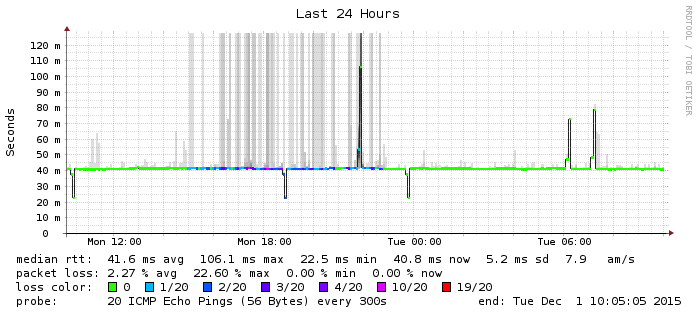 Last 24 Hours
RRDTOOL / TOBI OETIKER
Seconds
120 m
110 m
100 m
90 m
80 m
70 m
60 m
50 m
40 m
30 m
20 m
10 m
0
Mon 12:00 Mon 18:00 Tue 00:00 Tue 06:00
median rtt: 41.6 ms avg 106.1 ms max 22.5 ms min 40.8 ms now 5.2 ms sd 7.9 am/s
packet loss: 2.27 % avg 22.60 % max 0.00 % min 0.00 % now
loss color: 0 1/20 2/20 3/20 4/20 10/20 19/20
probe: 20 ICMP Echo Pings (56 Bytes) every 300s end: Tue Dec 1 10:05:05 2015